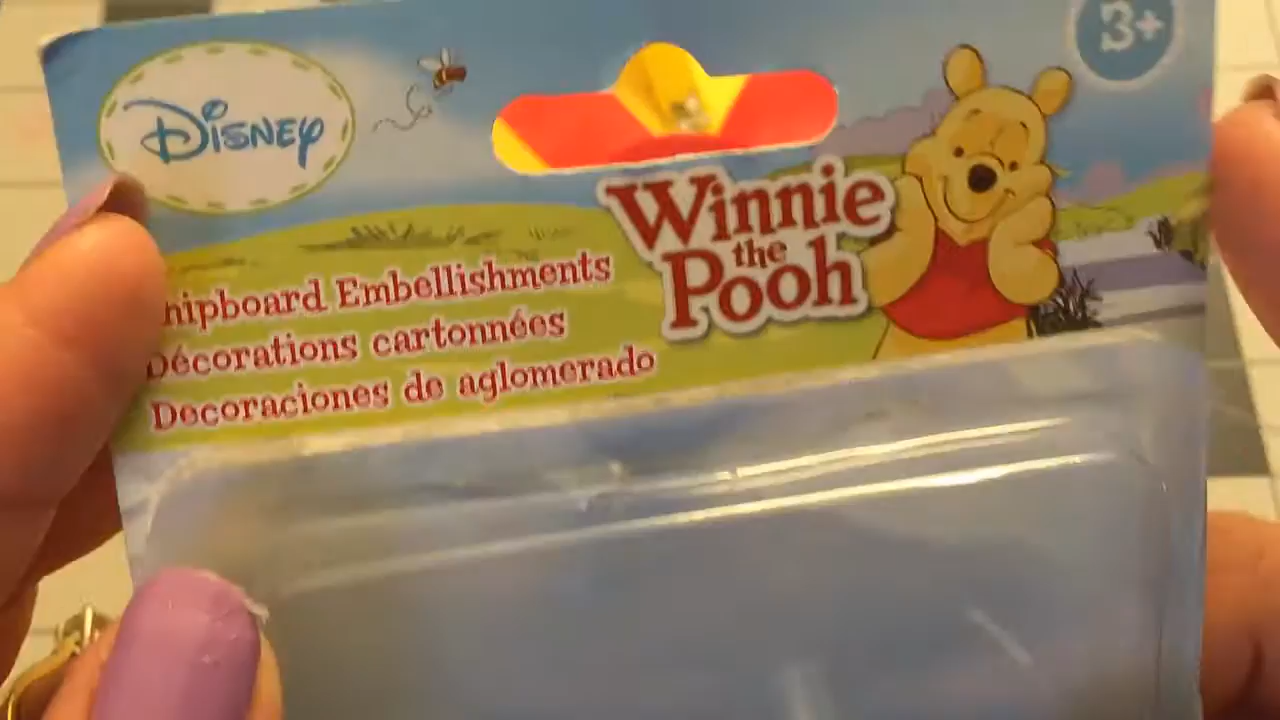 Disney
3+
Winnie
the
Pooh
hipboard Embellishments
Décorations cartonnées
Decoraciones de aglomerado